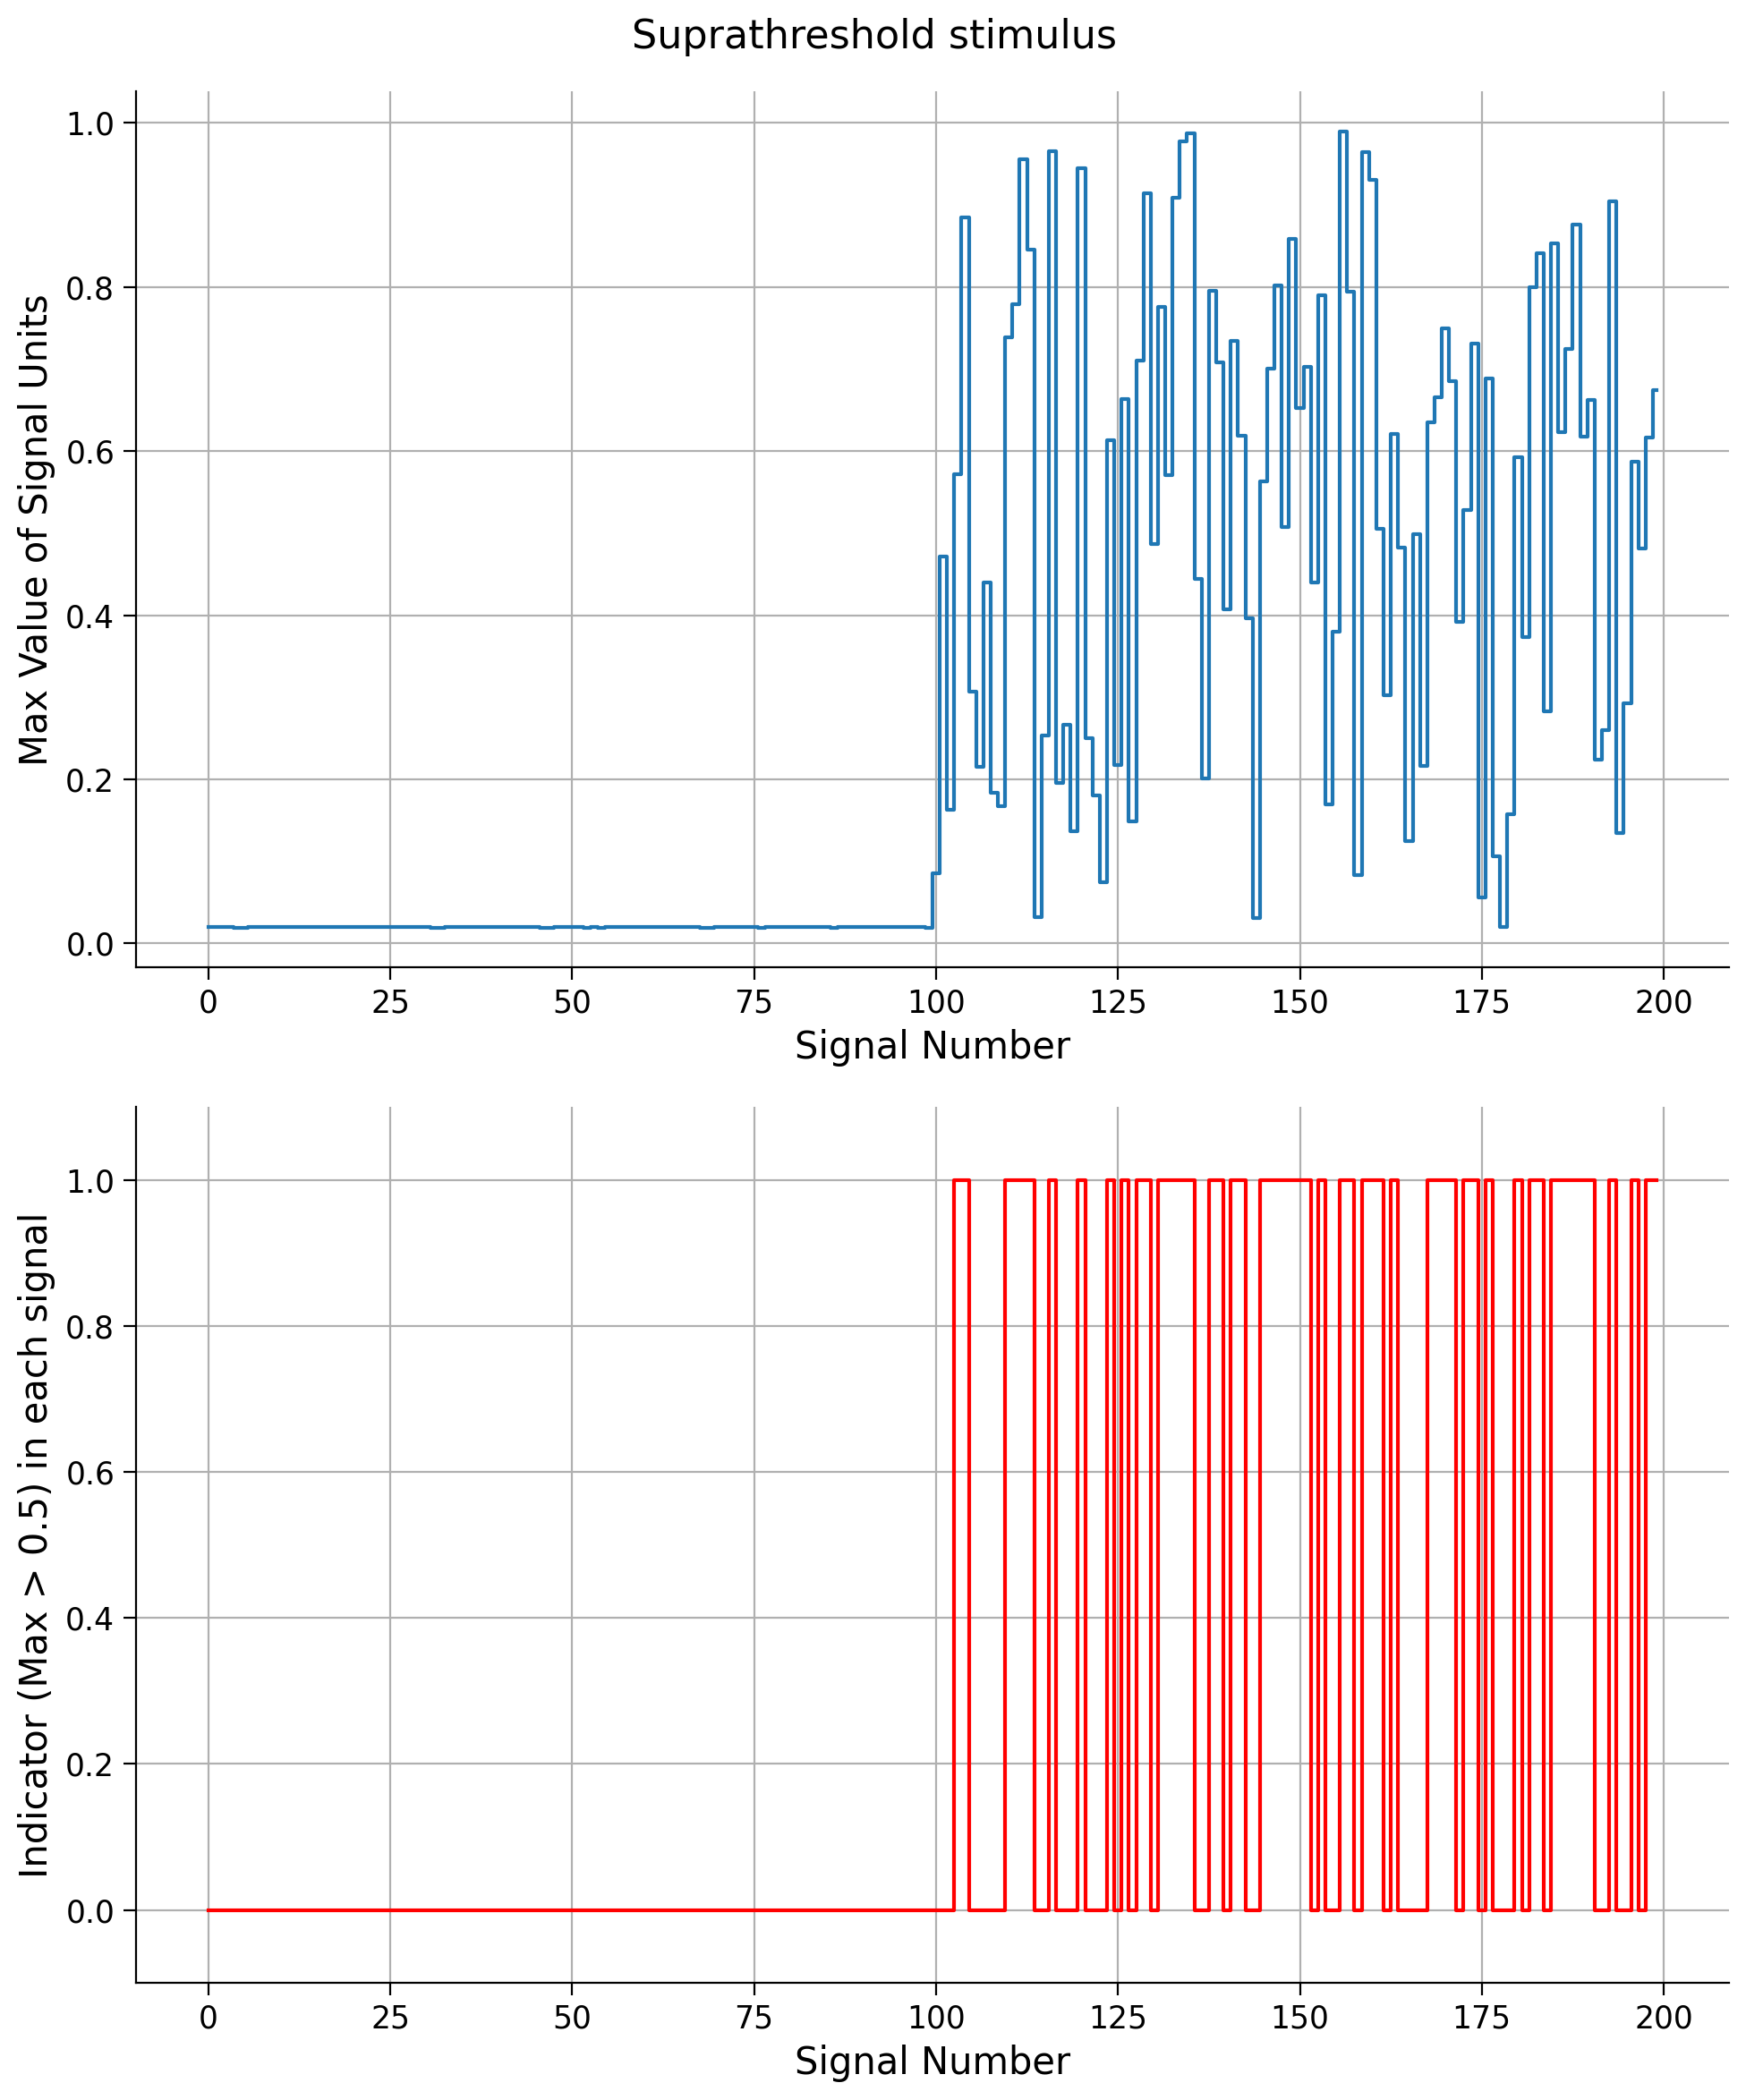 Suprathreshold stimulus
Max Value of Signal Units
1.0
0.8
0.6
0.4
0.2
0.0
0 25 50 75 100 125 150 175 200
Signal Number
Indicator (Max > 0.5) in each signal
1.0
0.8
0.6
0.4
0.2
0.0
0 25 50 75 100 125 150 175 200
Signal Number